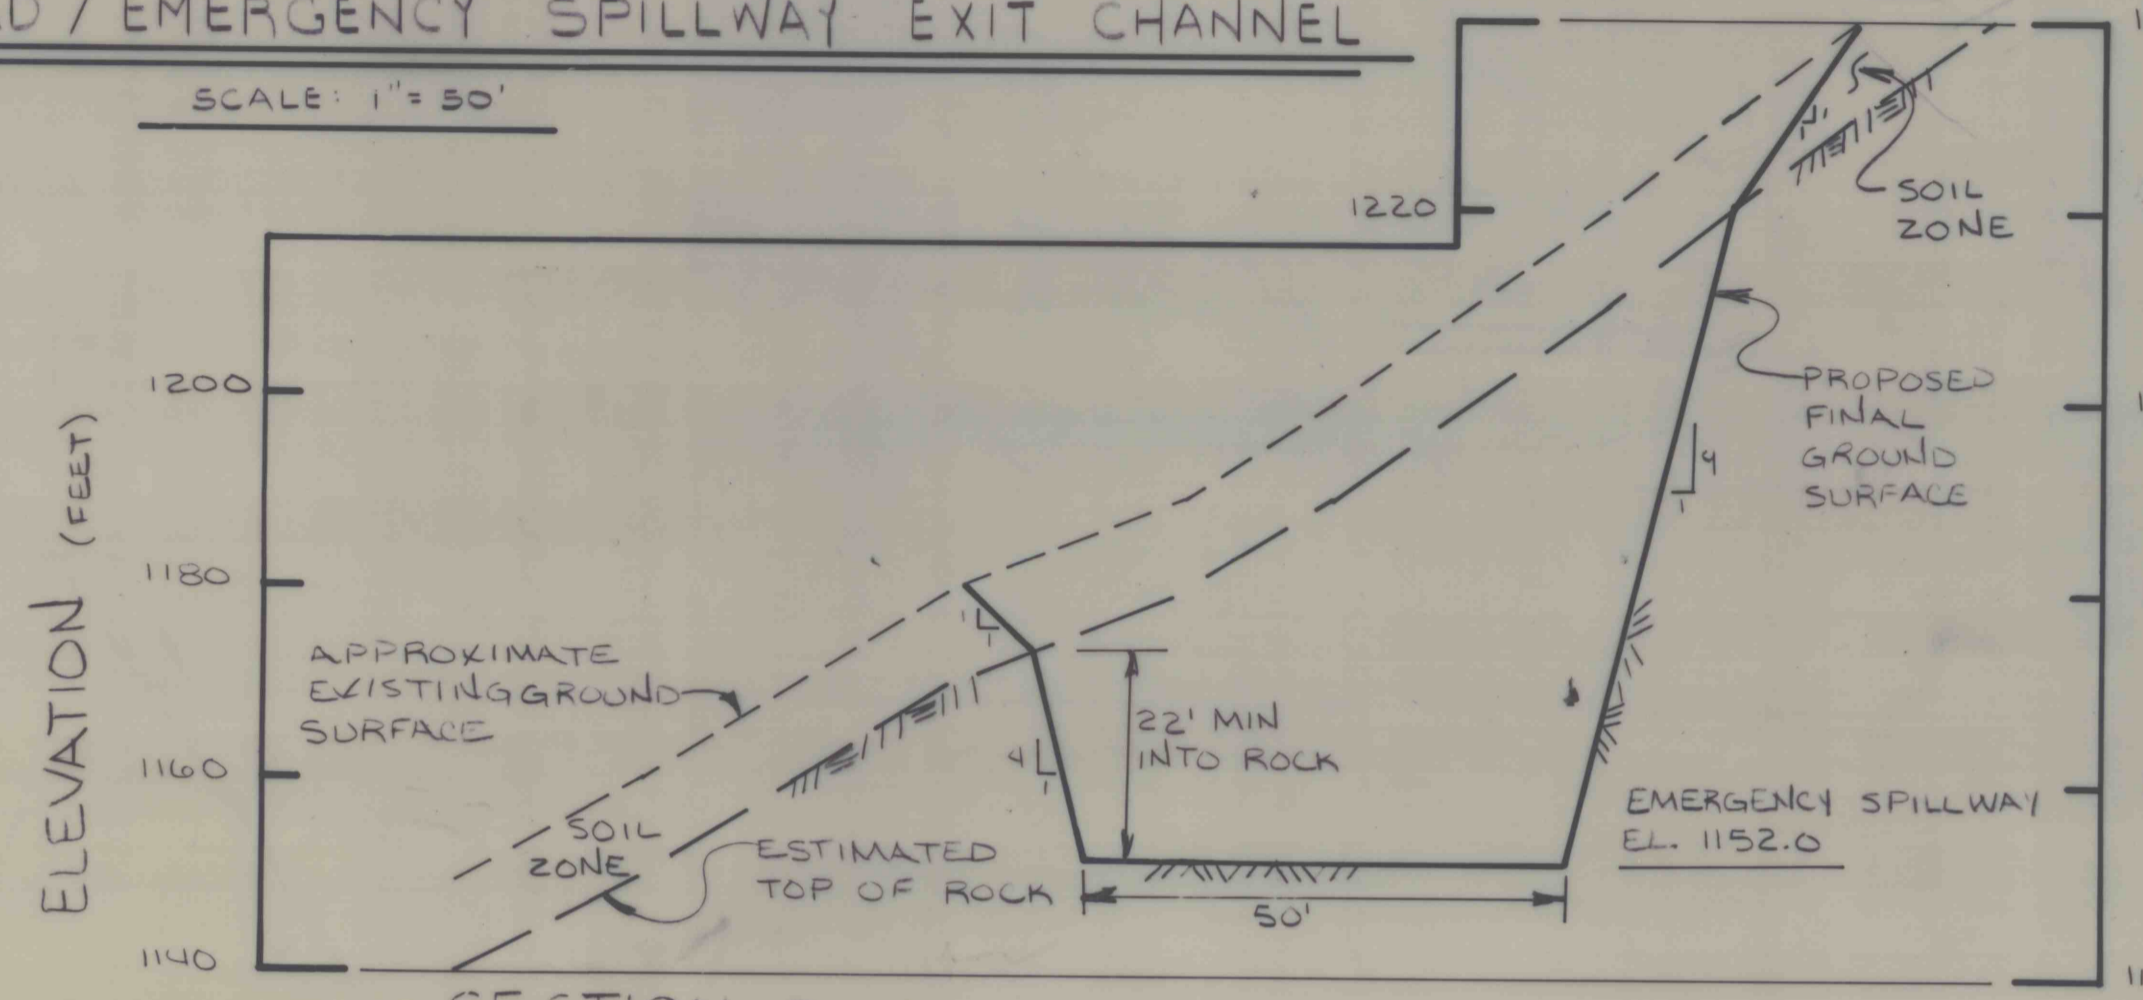 / EMERGENCY SPILLWAY EXIT CHANNEL
SCALE: 1"= 50'
1220
SOIL
ZONE
1200
PROPOSED
FINAL
GROUND
SURFACE
4
1
ELEVATION (FEET)
1180
1
1
APPROXIMATE
EXISTING GROUND
SURFACE
22' MIN
INTO ROCK
4
1
1160
EMERGENCY SPILLWAY
EL. 1152.0
SOIL
ZONE
ESTIMATED
TOP OF ROCK
50'
1140